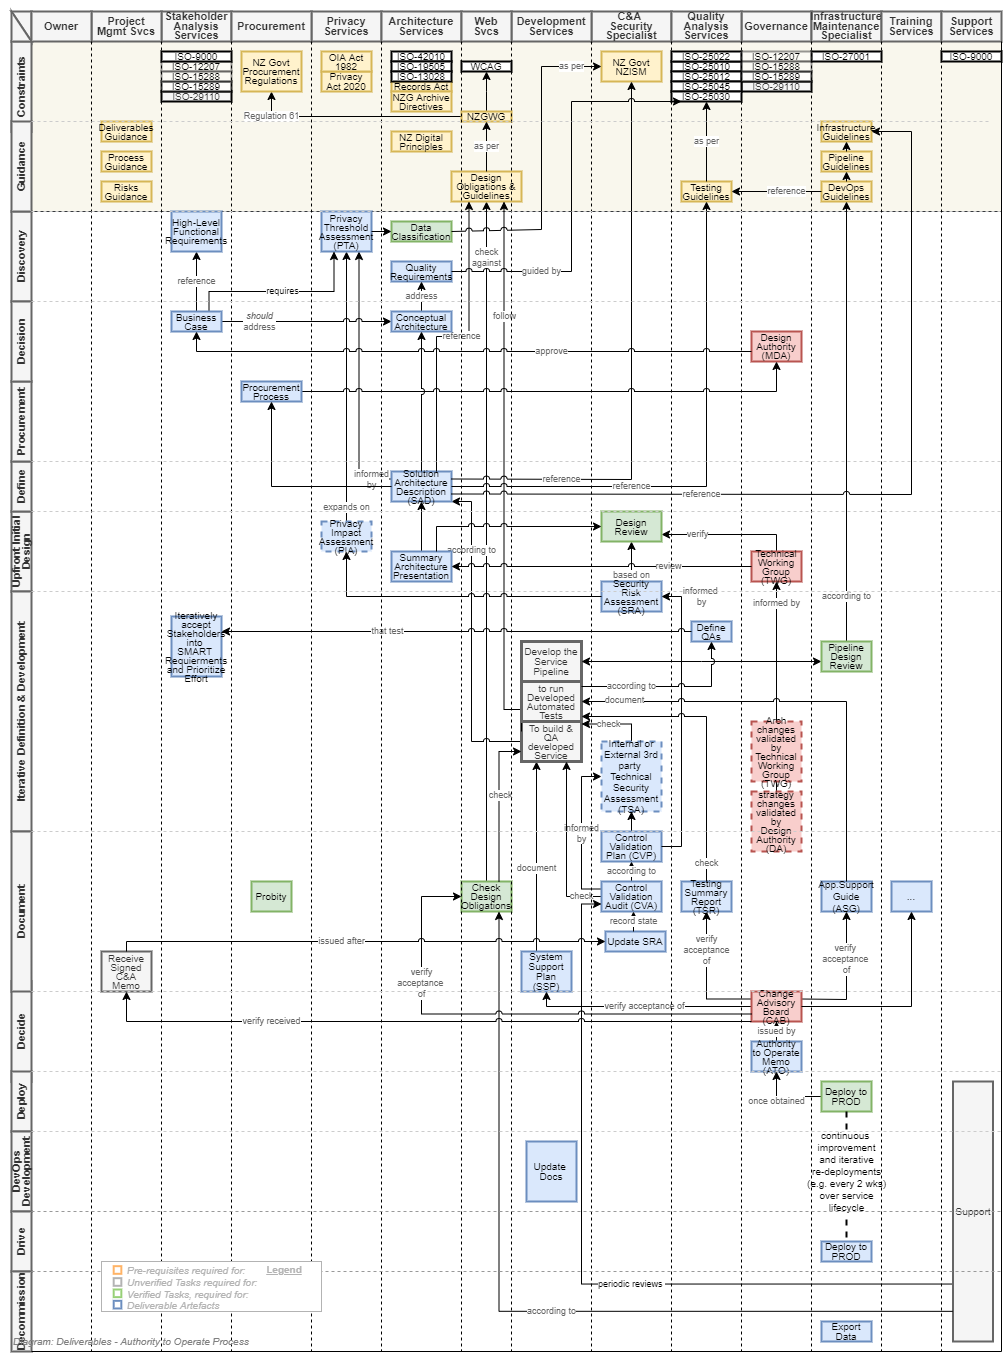 Owner
Project
Mgmt Svcs
Stakeholder
Analysis
Services
Procurement
Privacy
Services
Architecture
Services
Web
Svcs
Development
Services
C&A
Security
Specialist
Quality
Analysis
Services
Governance
Infrastructure
Maintenance
Specialist
Training
Services
Support
Services
Constraints
ISO-9000
ISO-12207
ISO-15288
ISO-15289
ISO-29110
NZ Govt
Procurement
Regulations
OIA Act
1982
Privacy
Act 2020
ISO-42010
ISO-19505
ISO-13028
Records Act
NZG Archive
Directives
WCAG
NZGWG
as per
NZ Govt
NZISM
ISO-25022
ISO-25010
ISO-25012
ISO-25045
ISO-25030
ISO-12207
ISO-15288
ISO-15289
ISO-29110
ISO-27001
ISO-9000
Regulation 61
Guidance
Deliverables
Guidance
Process
Guidance
Risks
Guidance
NZ Digital
Principles
as per
Design
Obligations &
Guidelines
as per
Testing
Guidelines
reference
Infrastructure
Guidelines
Pipeline
Guidelines
DevOps
Guidelines
Discovery
High-Level
Functional
Requirements
Privacy
Threshold
Assessment
(PTA)
Data
Classification
Quality
Requirements
check
against
guided by
reference
requires
address
Decision
Business
Case
should
address
Conceptual
Architecture
follow
reference
approve
Design
Authority
(MDA)
Procurement
Procurement
Process
Define
informed
by
Solution
Architecture
Description
(SAD)
reference
reference
reference
expands on
Upfront Initial
Design
Privacy
Impact
Assessment
(PIA)
according to
Summary
Architecture
Presentation
Design
Review
verify
review
Technical
Working
Group
(TWG)
based on
Security
Risk
Assessment
(SRA)
informed
by
informed by
according to
Iterative Definition & Development
Iteratively
accept
Stakeholders
into
SMART
Requierments
and Prioritize
Effort
that test
Define
QAs
Develop the
Service
Pipeline
to run
Developed
Automated
Tests
To build &
QA
developed
Service
according to
document
check
Pipeline
Design
Review
Internal or
External 3rd
party
Technical
Security
Assessment
(TSA)
Arch
changes
validated
by
Technical
Working
Group
(TWG)
strategy
changes
validated
by
Design
Authority
(DA)
check
informed
by
Document
Control
Validation
Plan (CVP)
according to
check
document
Probity
Check
Design
Obligations
check
Control
Validation
Audit (CVA)
record state
Testing
Summary
Report
(TSR)
App.Support
Guide
(ASG)
...
issued after
Update SRA
Receive
Signed
C&A
Memo
System
Support
Plan
(SSP)
verify
acceptance
of
verify
acceptance
of
verify
acceptance
of
Decide
verify acceptance of
Change
Advisory
Board
(CAB)
verify received
issued by
Authority
to Operate
Memo
(ATO)
Deploy
once obtained
Deploy to
PROD
DevOps
Development
Update
Docs
continuous
improvement
and iterative
re-deployments
(e.g. every 2 wks)
over service
lifecycle
Support
Drive
Deploy to
PROD
Decommission
Pre-requisites required for:
Legend
Unverified Tasks required for:
Verified Tasks, required for:
Deliverable Artefacts
periodic reviews
according to
Export
Data
Diagram: Deliverables - Authority to Operate Process